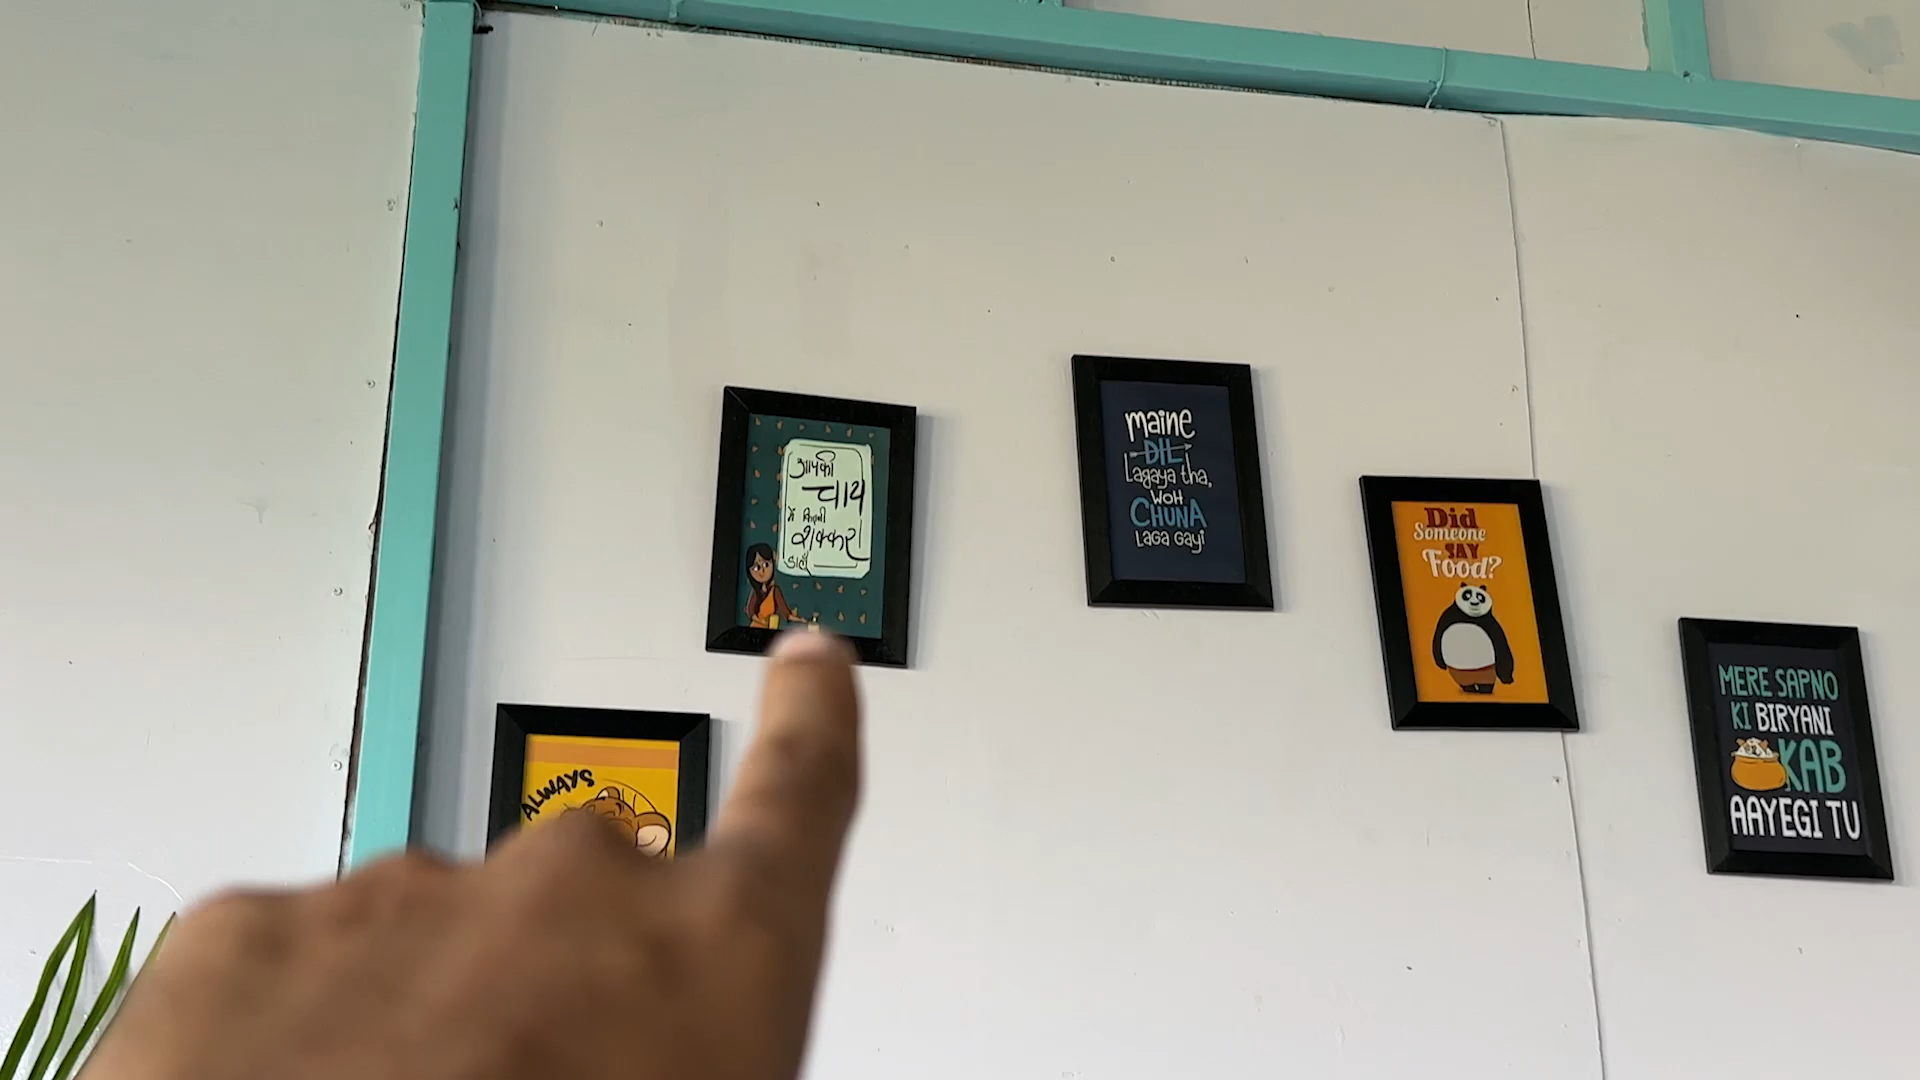 आपकी
चाय
में कितनी
शक्कर
डालूँ
maine
DIL
Lagaya tha,
WOH
CHUNA
LAGA GAYI
Did
Someone
SAY
Food?
MERE SAPNO
KI BIRYANI
KAB
AAYEGI TU
ALWAYS